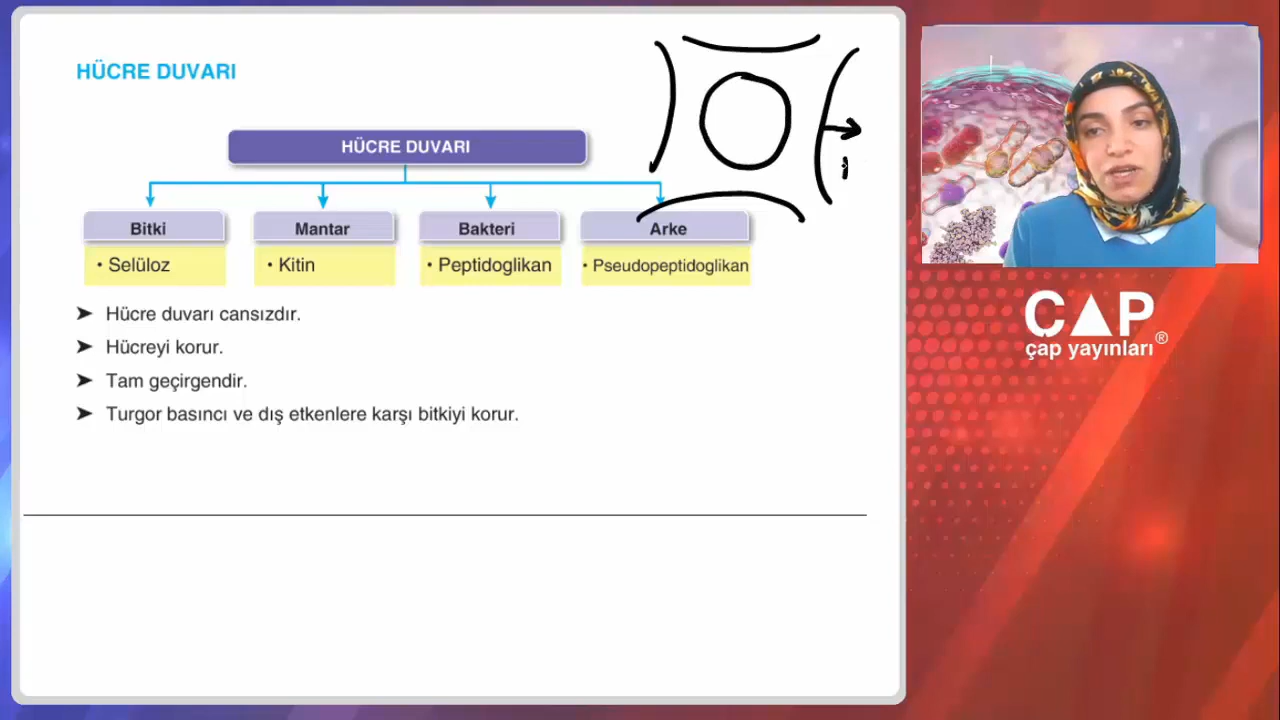 HÜCRE DUVARI
HÜCRE DUVARI
Bitki
Mantar
Bakteri
Arke
• Selüloz
• Kitin
• Peptidoglikan
• Pseudopeptidoglikan
➤ Hücre duvarı cansızdır.
➤ Hücreyi korur.
➤ Tam geçirgendir.
➤ Turgor basıncı ve dış etkenlere karşı bitkiyi korur.
ÇAP
çap yayınları®